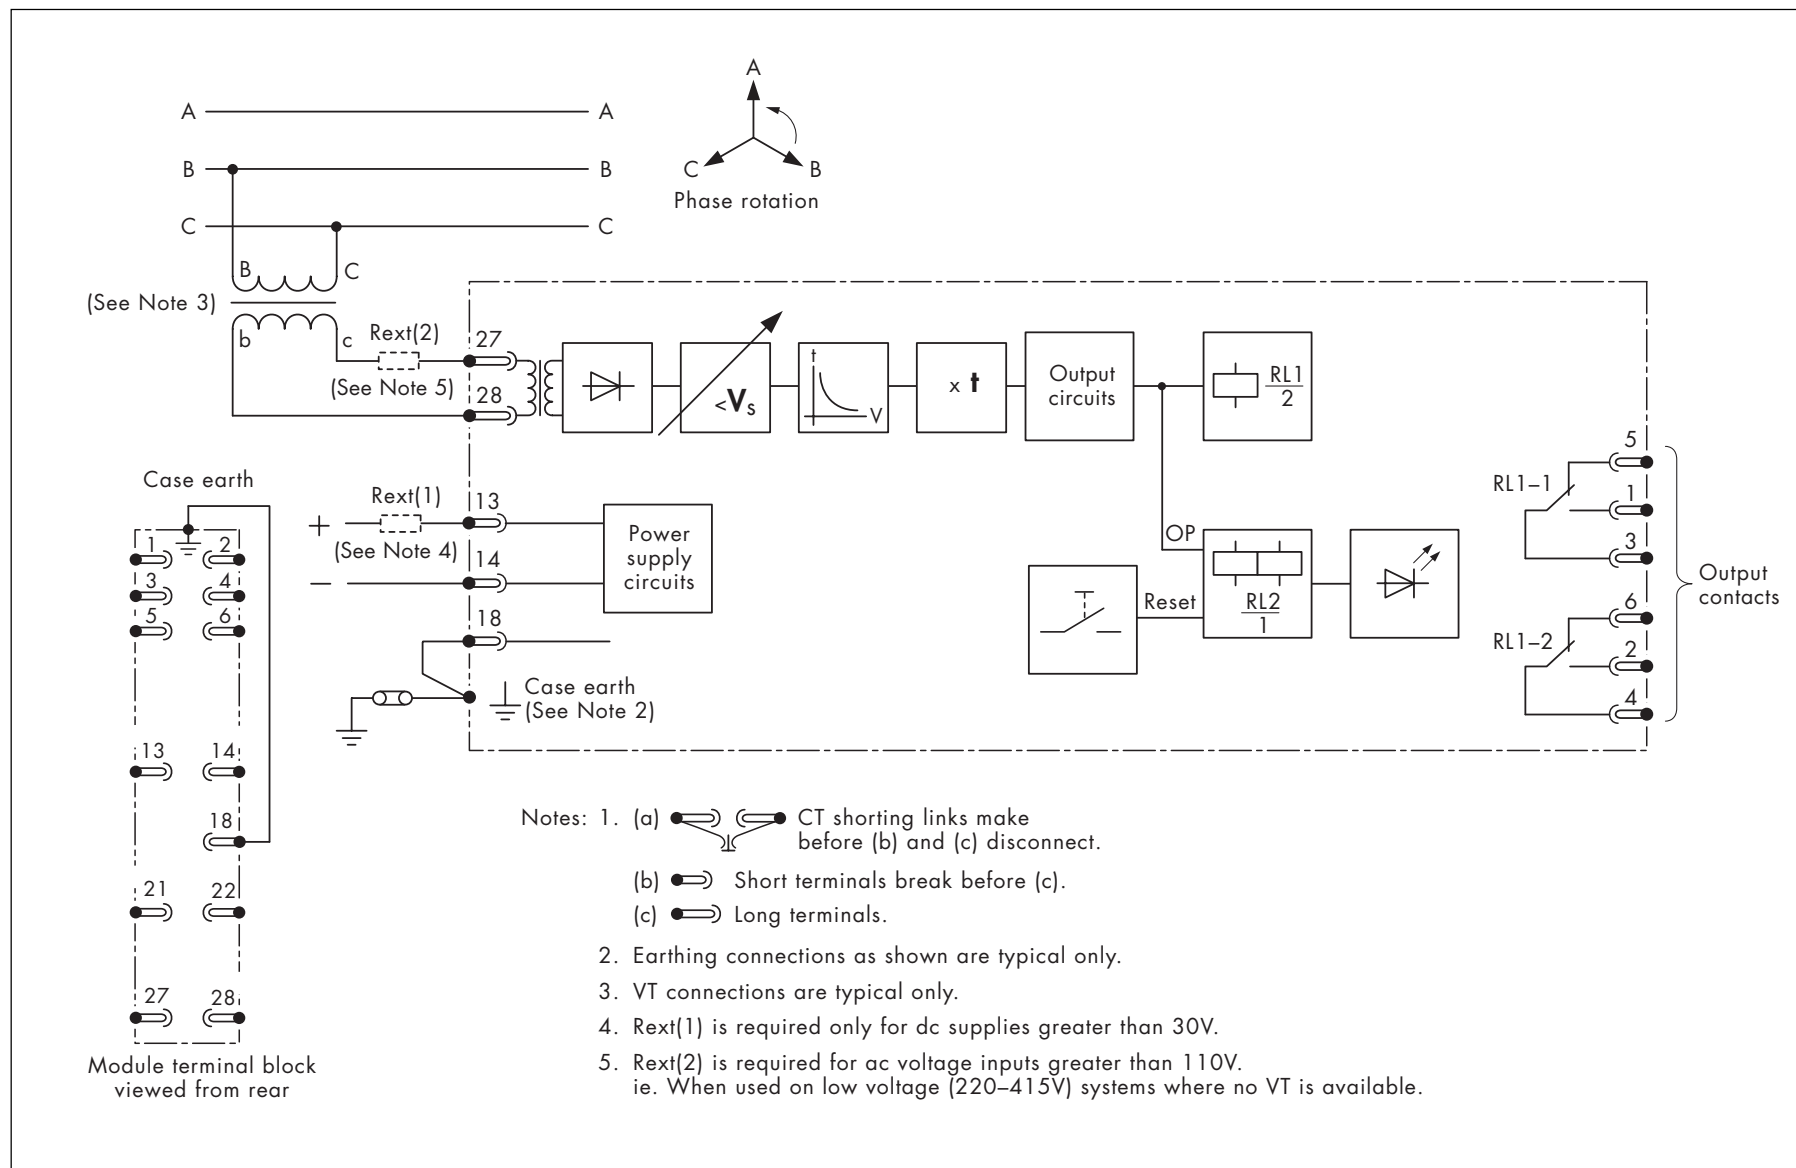 A
A A
B B
C B
Phase rotation
C C
B C
(See Note 3)
b c
Rext(2)
(See Note 5)
27
28
<Vs
t
V
x t
Output
circuits
RL1
2
Case earth
Rext(1)
+
(See Note 4)
–
13
14
Power
supply
circuits
18
Case earth
(See Note 2)
OP
Reset
RL2
1
5
RL1–1
1
3
6
RL1–2
2
4
Output
contacts
1 2
3 4
5 6
13 14
18
21 22
27 28
Module terminal block
viewed from rear
Notes: 1. (a) CT shorting links make
before (b) and (c) disconnect.
(b) Short terminals break before (c).
(c) Long terminals.
2. Earthing connections as shown are typical only.
3. VT connections are typical only.
4. Rext(1) is required only for dc supplies greater than 30V.
5. Rext(2) is required for ac voltage inputs greater than 110V.
ie. When used on low voltage (220–415V) systems where no VT is available.